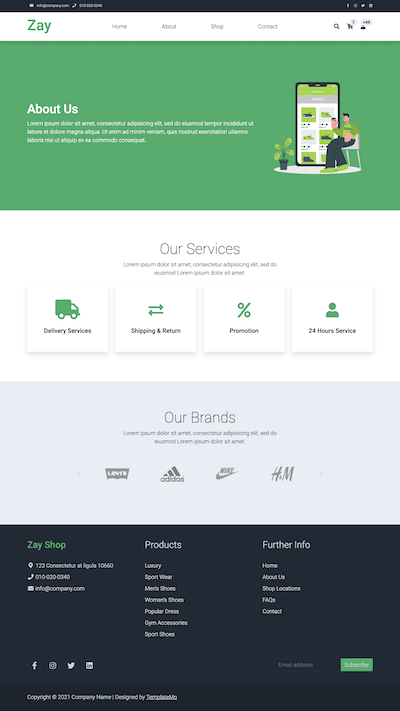 info@company.com 010-020-0340
Zay
Home About Shop Contact
7 +99
About Us
Lorem ipsum dolor sit amet, consectetur adipisicing elit, sed do eiusmod tempor incididunt ut
labore et dolore magna aliqua. Ut enim ad minim veniam, quis nostrud exercitation ullamco
laboris nisi ut aliquip ex ea commodo consequat.
Our Services
Lorem ipsum dolor sit amet, consectetur adipisicing elit, sed do
eiusmod Lorem ipsum dolor sit amet.
Delivery Services
Shipping & Return
Promotion
24 Hours Service
Our Brands
Lorem ipsum dolor sit amet, consectetur adipisicing elit, sed do
eiusmod Lorem ipsum dolor sit amet.
LEVI'S adidas NIKE H&M
Zay Shop
123 Consectetur at ligula 10660
010-020-0340
info@company.com
Products
Luxury
Sport Wear
Men's Shoes
Women's Shoes
Popular Dress
Gym Accessories
Sport Shoes
Further Info
Home
About Us
Shop Locations
FAQs
Contact
Email address Subscribe
Copyright © 2021 Company Name | Designed by TemplateMo